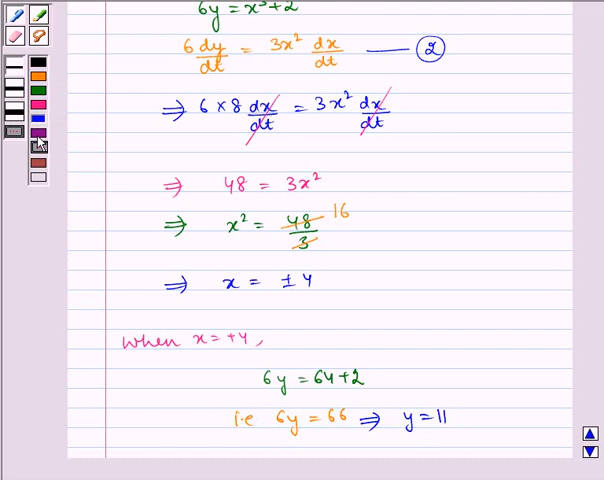 6y = x³+2
6 dy/dt = 3x² dx/dt —— ②
⇒ 6 × 8 dx/dt = 3x² dx/dt
⇒ 48 = 3x²
⇒ x² = 48/3 16
⇒ x = ±4
When x = +4,
6y = 64+2
i.e 6y = 66 ⇒ y = 11